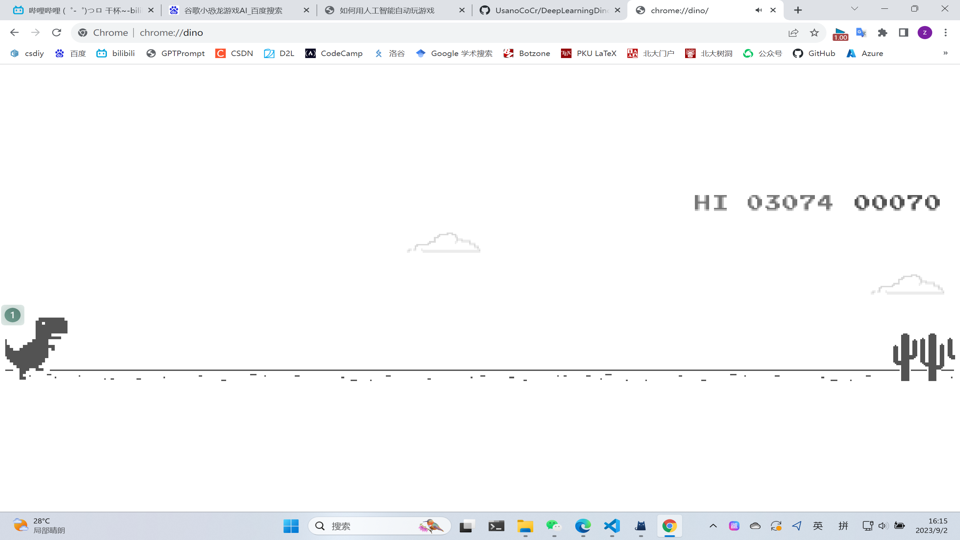 哔哩哔哩 (゜-゜)つロ 干杯~-bili
谷歌小恐龙游戏AI_百度搜索
如何用人工智能自动玩游戏
UsanoCoCr/DeepLearningDin
chrome://dino/
Chrome | chrome://dino
1.00
z
csdiy
百度
bilibili
GPTPrompt
CSDN
D2L
CodeCamp
洛谷
Google 学术搜索
Botzone
PKU LaTeX
北大门户
北大树洞
公众号
GitHub
Azure
»
HI 03074 00070
1
28°C
局部晴朗
搜索
英
拼
16:15
2023/9/2